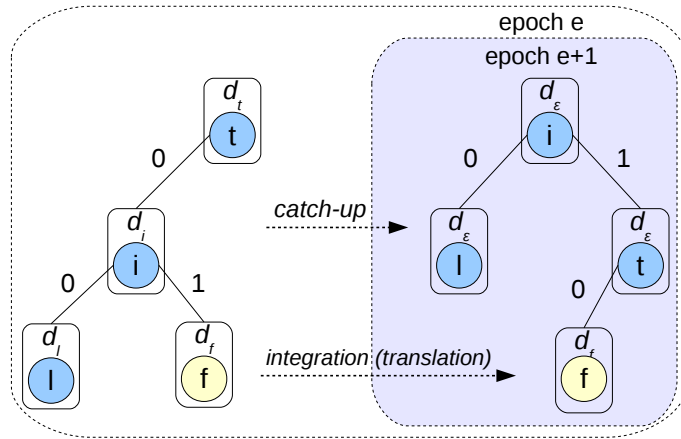 epoch e
epoch e+1
d_t
t
0
d_i
i
0
1
d_l
l
d_f
f
catch-up
integration (translation)
d_ε
i
0
1
d_ε
l
d_ε
t
0
d_f
f